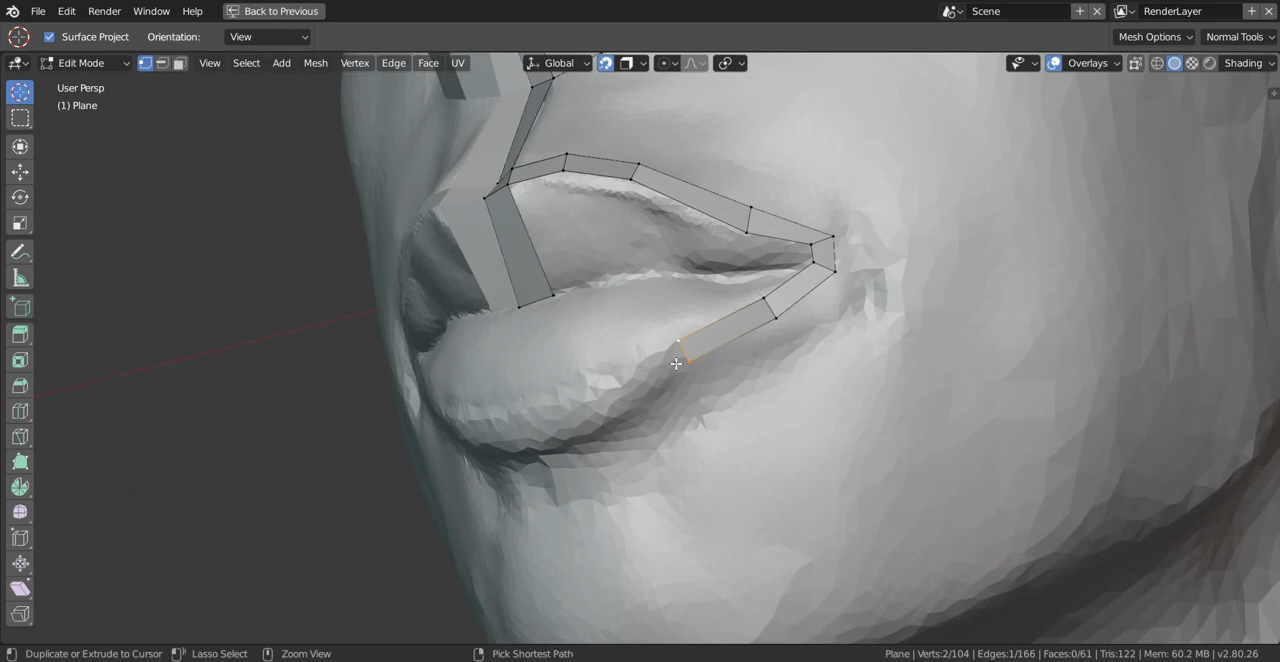 File Edit Render Window Help Back to Previous Scene RenderLayer
Surface Project Orientation: View Mesh Options Normal Tools
Edit Mode View Select Add Mesh Vertex Edge Face UV Global Overlays Shading
User Persp
(1) Plane
Duplicate or Extrude to Cursor Lasso Select Zoom View Pick Shortest Path Plane | Verts:2/104 | Edges:1/166 | Faces:0/61 | Tris:122 | Mem: 60.2 MB | v2.80.26